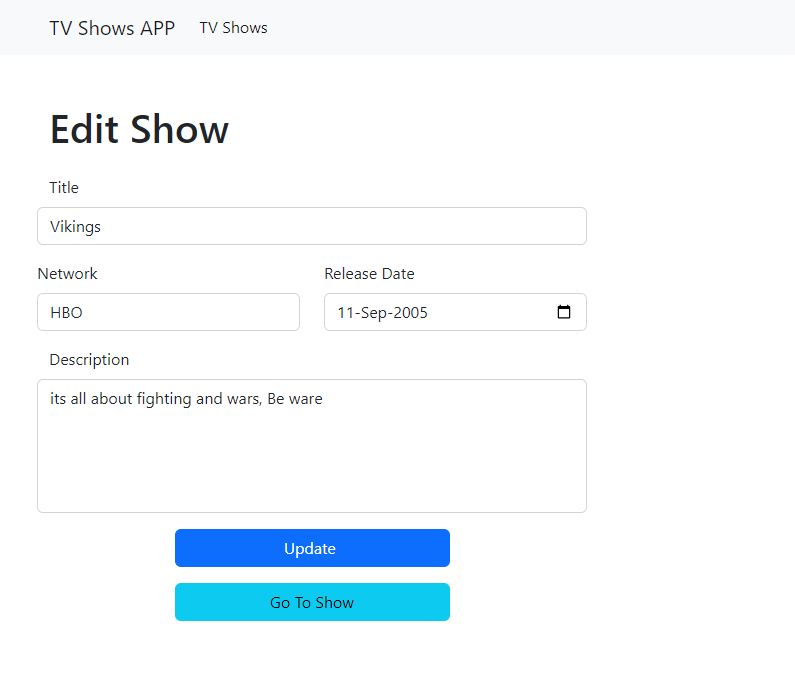 TV Shows APP TV Shows
Edit Show
Title
Vikings
Network Release Date
HBO 11-Sep-2005
Description
its all about fighting and wars, Be ware
Update
Go To Show